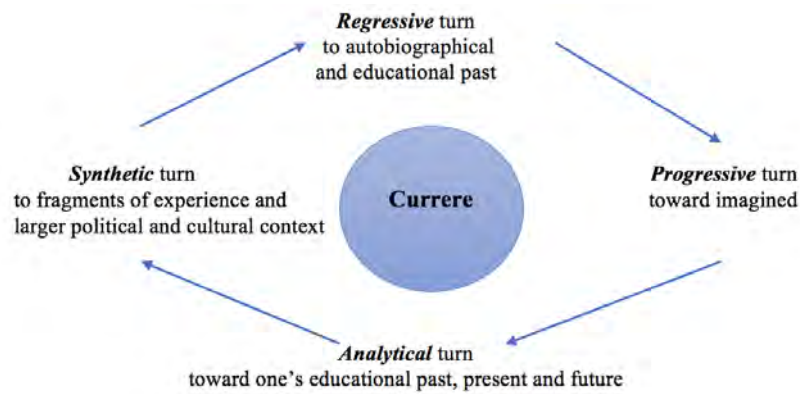 Regressive turn
to autobiographical
and educational past
Synthetic turn
to fragments of experience and
larger political and cultural context
Currere
Progressive turn
toward imagined
Analytical turn
toward one's educational past, present and future